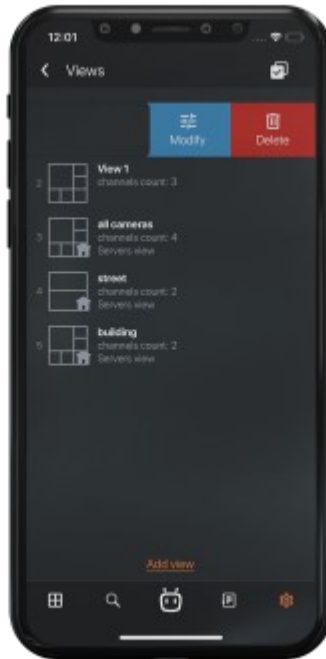 12:01
Views
Modify
Delete
2
View 1
channels count: 3
3
all cameras
channels count: 4
Servers view
4
street
channels count: 2
Servers view
5
building
channels count: 2
Servers view
Add view